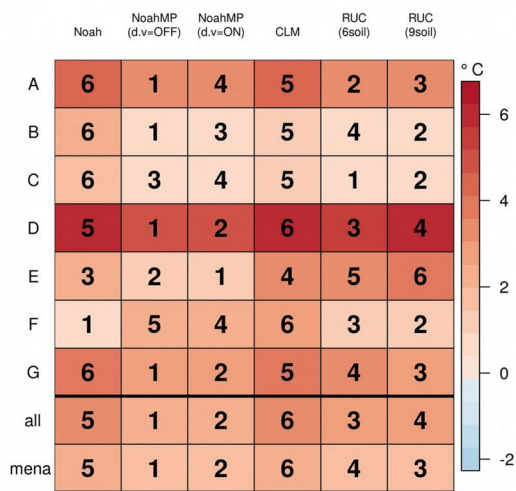 Noah NoahMP (d.v=OFF) NoahMP (d.v=ON) CLM RUC (6soil) RUC (9soil)
° C
A 6 1 4 5 2 3
B 6 1 3 5 4 2
C 6 3 4 5 1 2
D 5 1 2 6 3 4
E 3 2 1 4 5 6
F 1 5 4 6 3 2
G 6 1 2 5 4 3
all 5 1 2 6 3 4
mena 5 1 2 6 4 3
6
4
2
0
-2